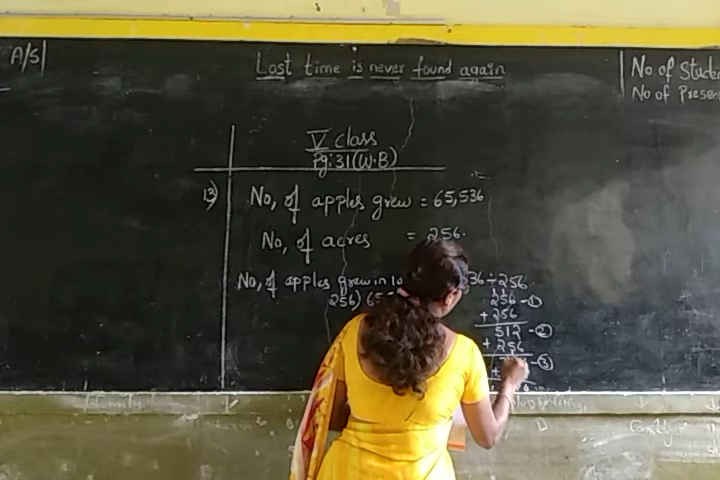 A/S
Lost time is never found again
No of
No of
V class
Pg: 31 (W.B)
13)
No, of apples grew = 65,536
No, of acres = 256.
No, of apples grew in 36 ÷ 256.
256) 65
256 - ①
+ 256
512 - ②
+ 256
- ③
+